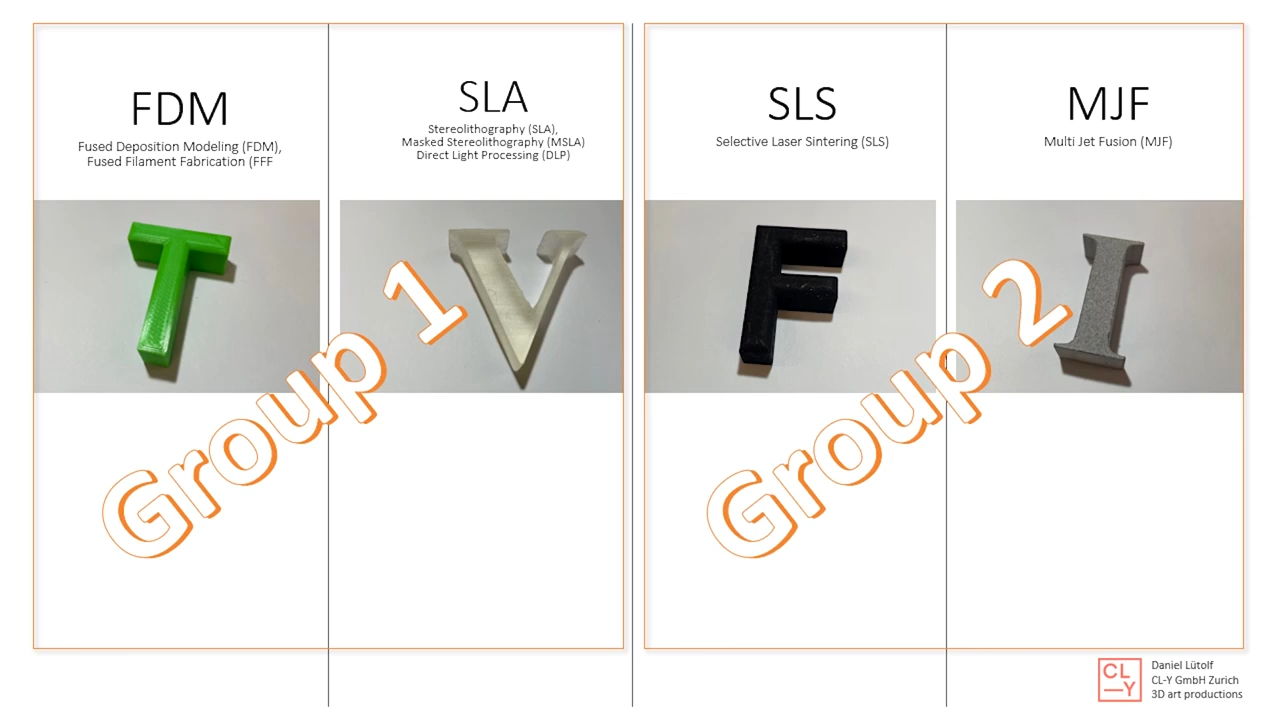 FDM
Fused Deposition Modeling (FDM),
Fused Filament Fabrication (FFF
SLA
Stereolithography (SLA),
Masked Stereolithography (MSLA)
Direct Light Processing (DLP)
SLS
Selective Laser Sintering (SLS)
MJF
Multi Jet Fusion (MJF)
T
V
F
I
Group 1
Group 2
CL
—Y
Daniel Lütolf
CL-Y GmbH Zurich
3D art productions